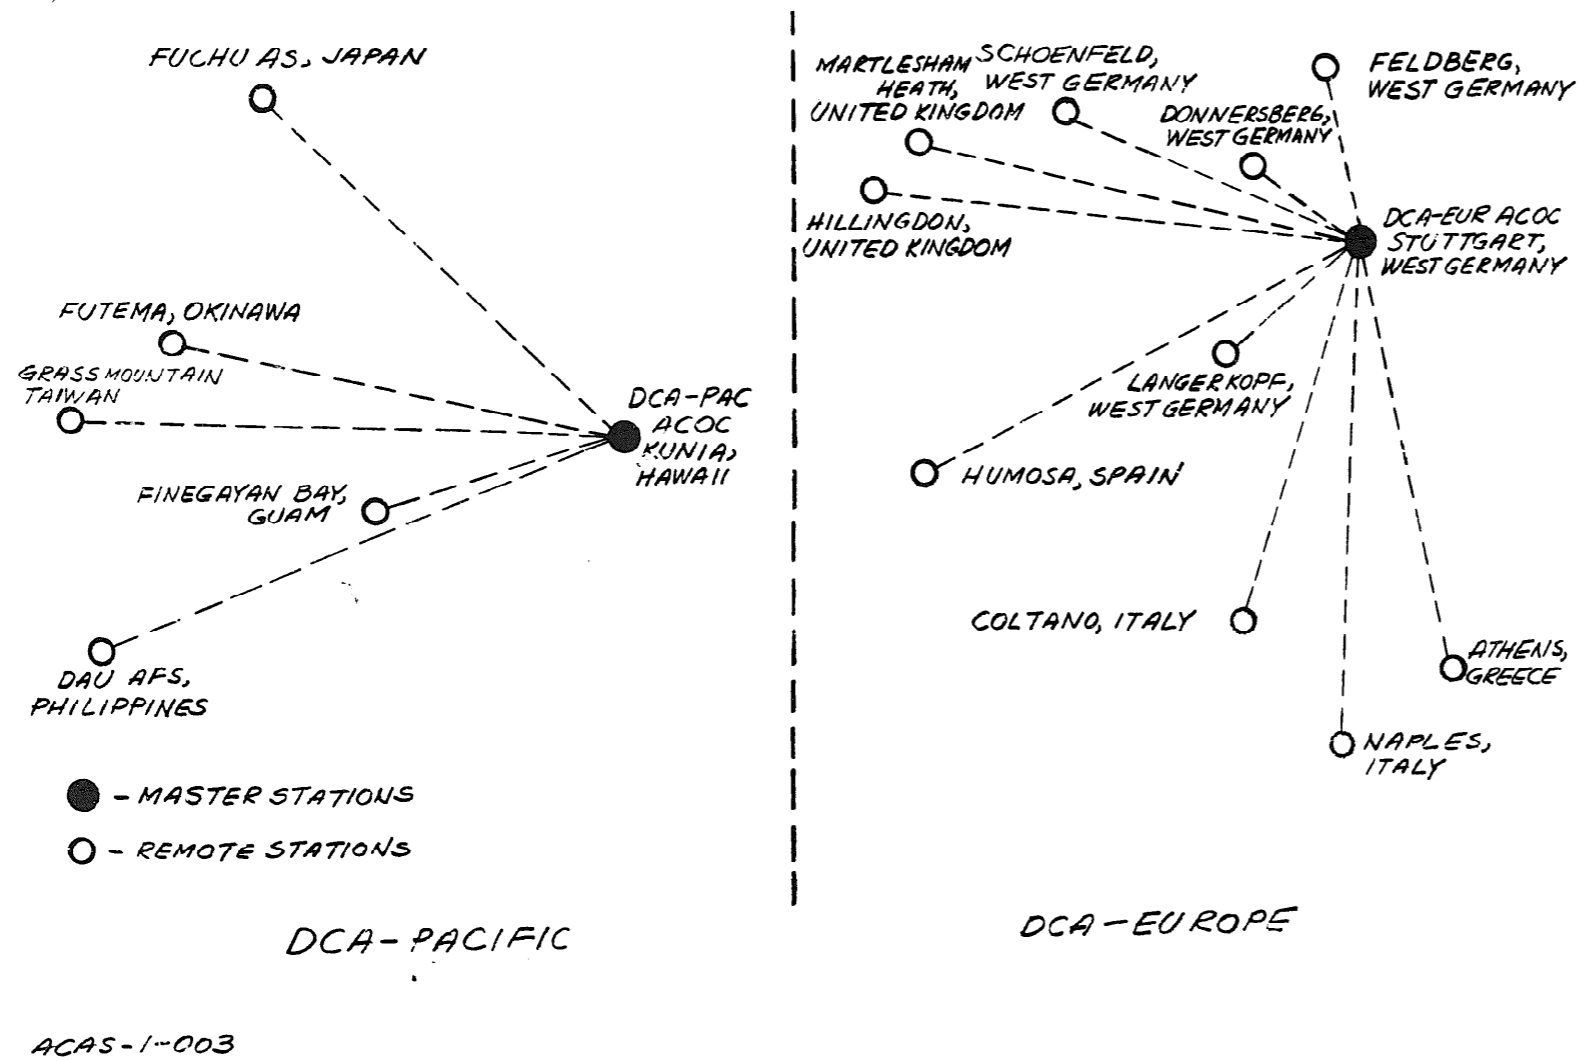 FUCHU AS, JAPAN
FUTEMA, OKINAWA
GRASS MOUNTAIN
TAIWAN
DCA-PAC
ACOC
KUNIA,
HAWAII
FINEGAYAN BAY,
GUAM
DAU AFS,
PHILIPPINES
- MASTER STATIONS
- REMOTE STATIONS
DCA-PACIFIC
MARTLESHAM
HEATH,
UNITED KINGDOM
SCHOENFELD,
WEST GERMANY
DONNERSBERG,
WEST GERMANY
FELDBERG,
WEST GERMANY
HILLINGDON,
UNITED KINGDOM
DCA-EUR ACOC
STUTTGART,
WEST GERMANY
LANGERKOPF,
WEST GERMANY
HUMOSA, SPAIN
COLTANO, ITALY
ATHENS,
GREECE
NAPLES,
ITALY
DCA-EUROPE
ACAS-1-003